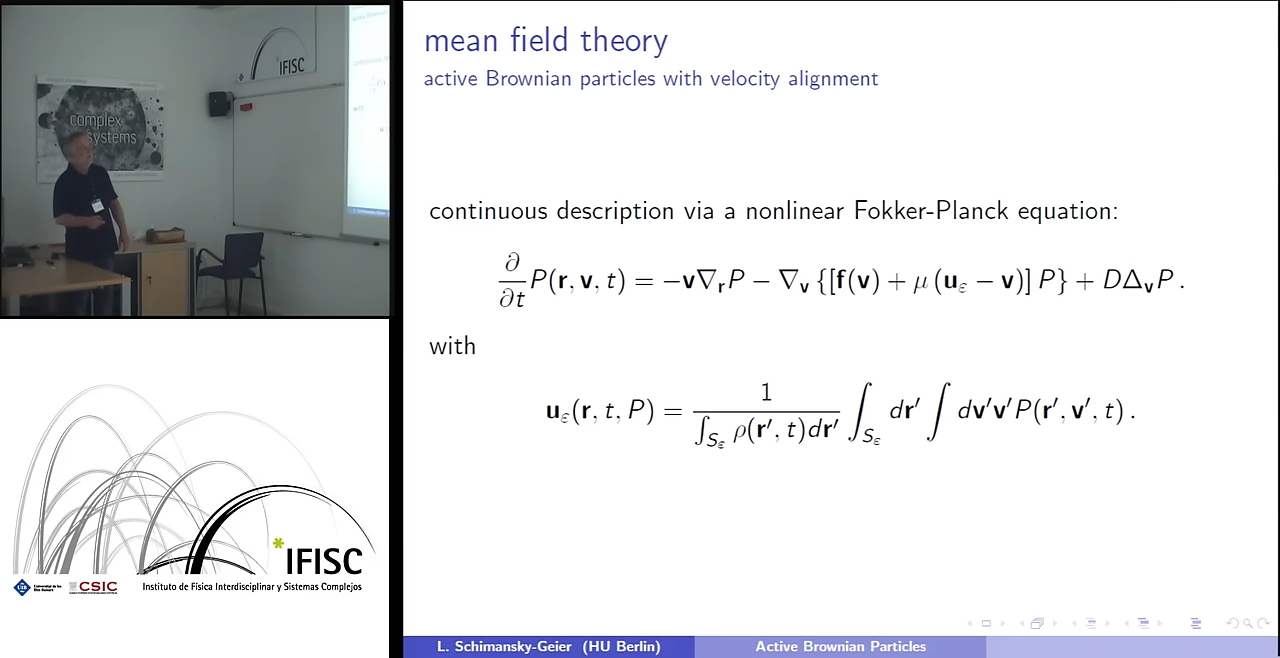 complex
systems
IFISC
mean field theory
active Brownian particles with velocity alignment
continuous description via a nonlinear Fokker-Planck equation:
∂/∂t P(r, v, t) = −v∇_r P − ∇_v {[f(v) + μ (u_ε − v)] P} + DΔ_v P .
with
u_ε(r, t, P) = 1/∫_{S_ε} ρ(r′, t)dr′ ∫_{S_ε} dr′ ∫ dv′v′P(r′, v′, t) .
*IFISC
CSIC
Instituto de Física Interdisciplinar y Sistemas Complejos
L. Schimansky-Geier (HU Berlin)
Active Brownian Particles